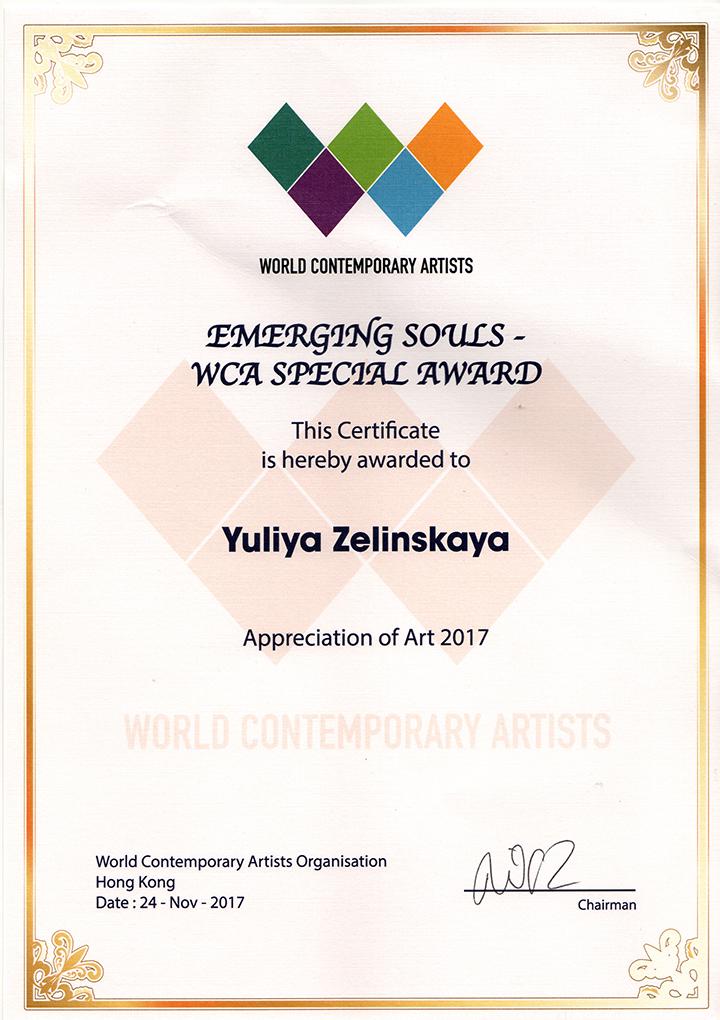 WORLD CONTEMPORARY ARTISTS
EMERGING SOULS -
WCA SPECIAL AWARD
This Certificate
is hereby awarded to
Yuliya Zelinskaya
Appreciation of Art 2017
WORLD CONTEMPORARY ARTISTS
World Contemporary Artists Organisation
Hong Kong
Date : 24 - Nov - 2017
Chairman